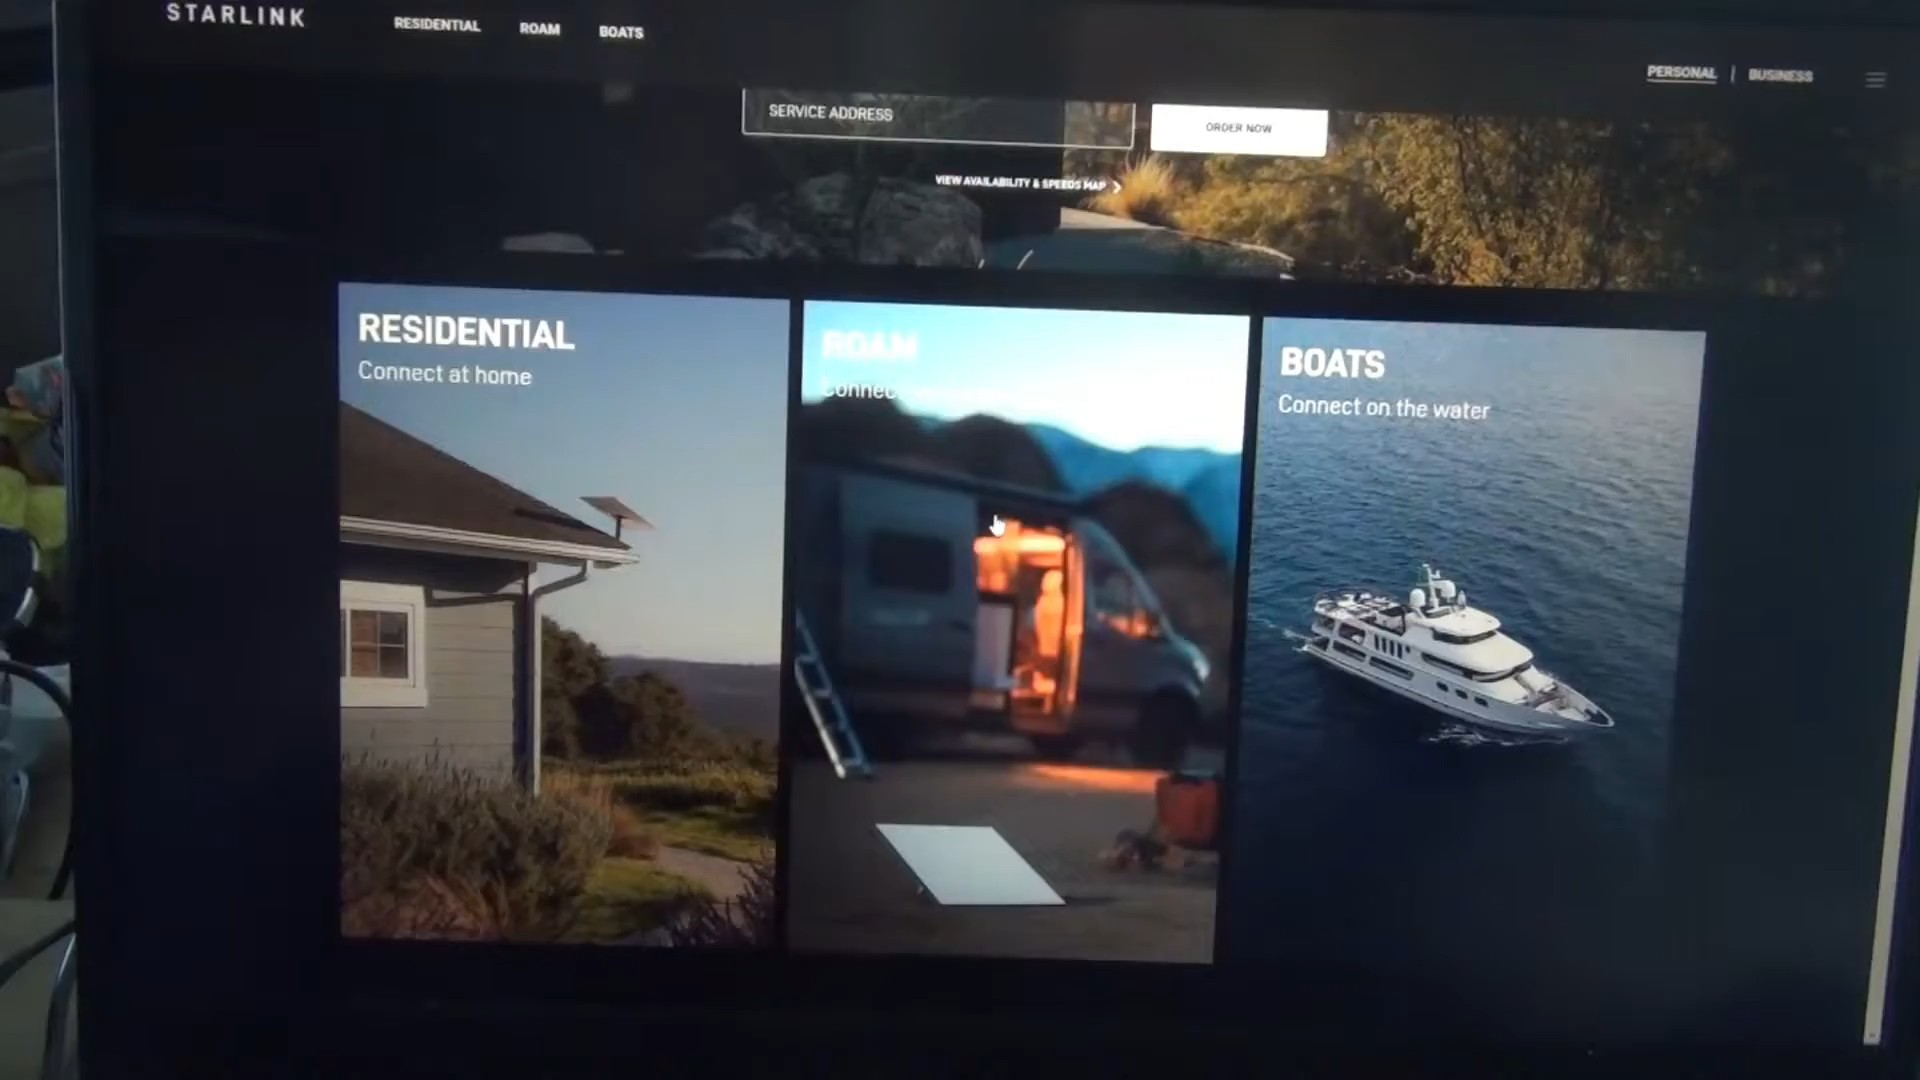 STARLINK
RESIDENTIAL ROAM BOATS
PERSONAL | BUSINESS
SERVICE ADDRESS
ORDER NOW
VIEW AVAILABILITY & SPEEDS MAP
RESIDENTIAL
Connect at home
ROAM
BOATS
Connect on the water